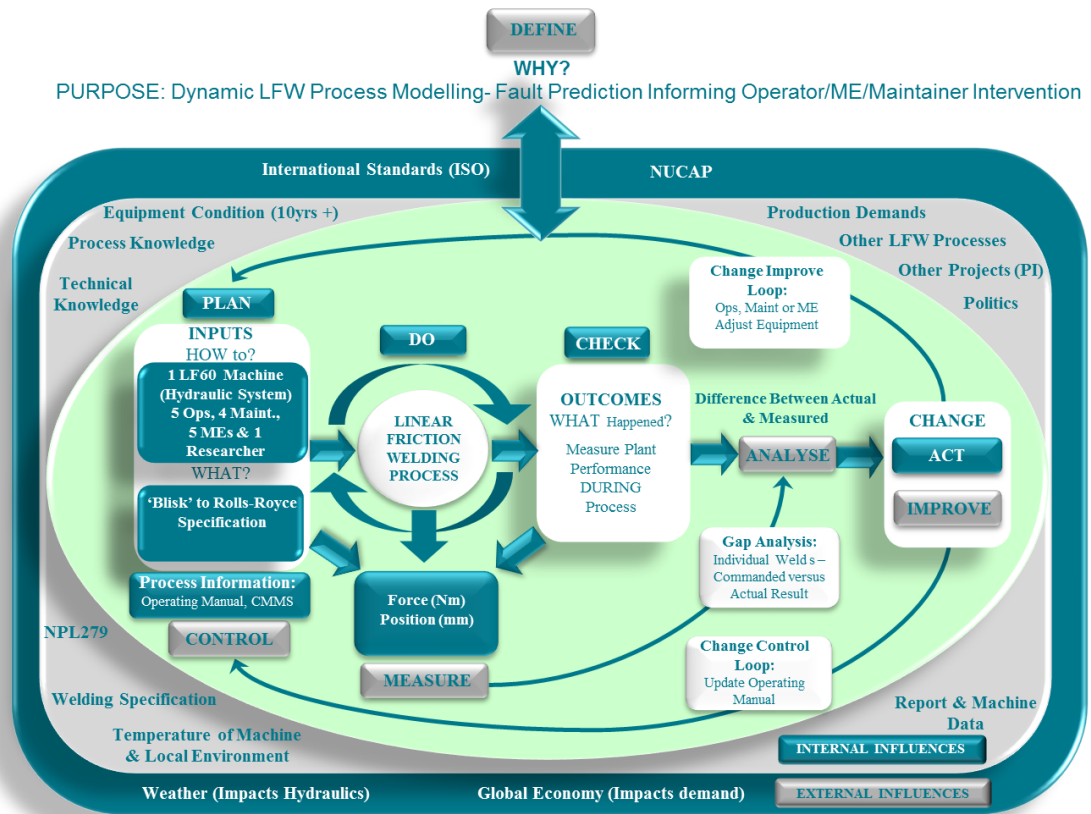 DEFINE
WHY?
PURPOSE: Dynamic LFW Process Modelling- Fault Prediction Informing Operator/ME/Maintainer Intervention
International Standards (ISO)
NUCAP
Equipment Condition (10yrs +)
Production Demands
Process Knowledge
Other LFW Processes
Technical
Knowledge
Other Projects (PI)
Politics
Change Improve
Loop:
Ops, Maint or ME
Adjust Equipment
PLAN
INPUTS
HOW to?
1 LF60 Machine
(Hydraulic System)
5 Ops, 4 Maint.,
5 MEs & 1
Researcher
WHAT?
‘Blisk’ to Rolls-Royce
Specification
DO
LINEAR
FRICTION
WELDING
PROCESS
CHECK
OUTCOMES
WHAT Happened?
Measure Plant
Performance
DURING
Process
Difference Between Actual
& Measured
ANALYSE
CHANGE
ACT
IMPROVE
Gap Analysis:
Individual Weld s –
Commanded versus
Actual Result
Process Information:
Operating Manual, CMMS
CONTROL
Force (Nm)
Position (mm)
MEASURE
Change Control
Loop:
Update Operating
Manual
NPL279
Welding Specification
Temperature of Machine
& Local Environment
Report & Machine
Data
INTERNAL INFLUENCES
Weather (Impacts Hydraulics)
Global Economy (Impacts demand)
EXTERNAL INFLUENCES